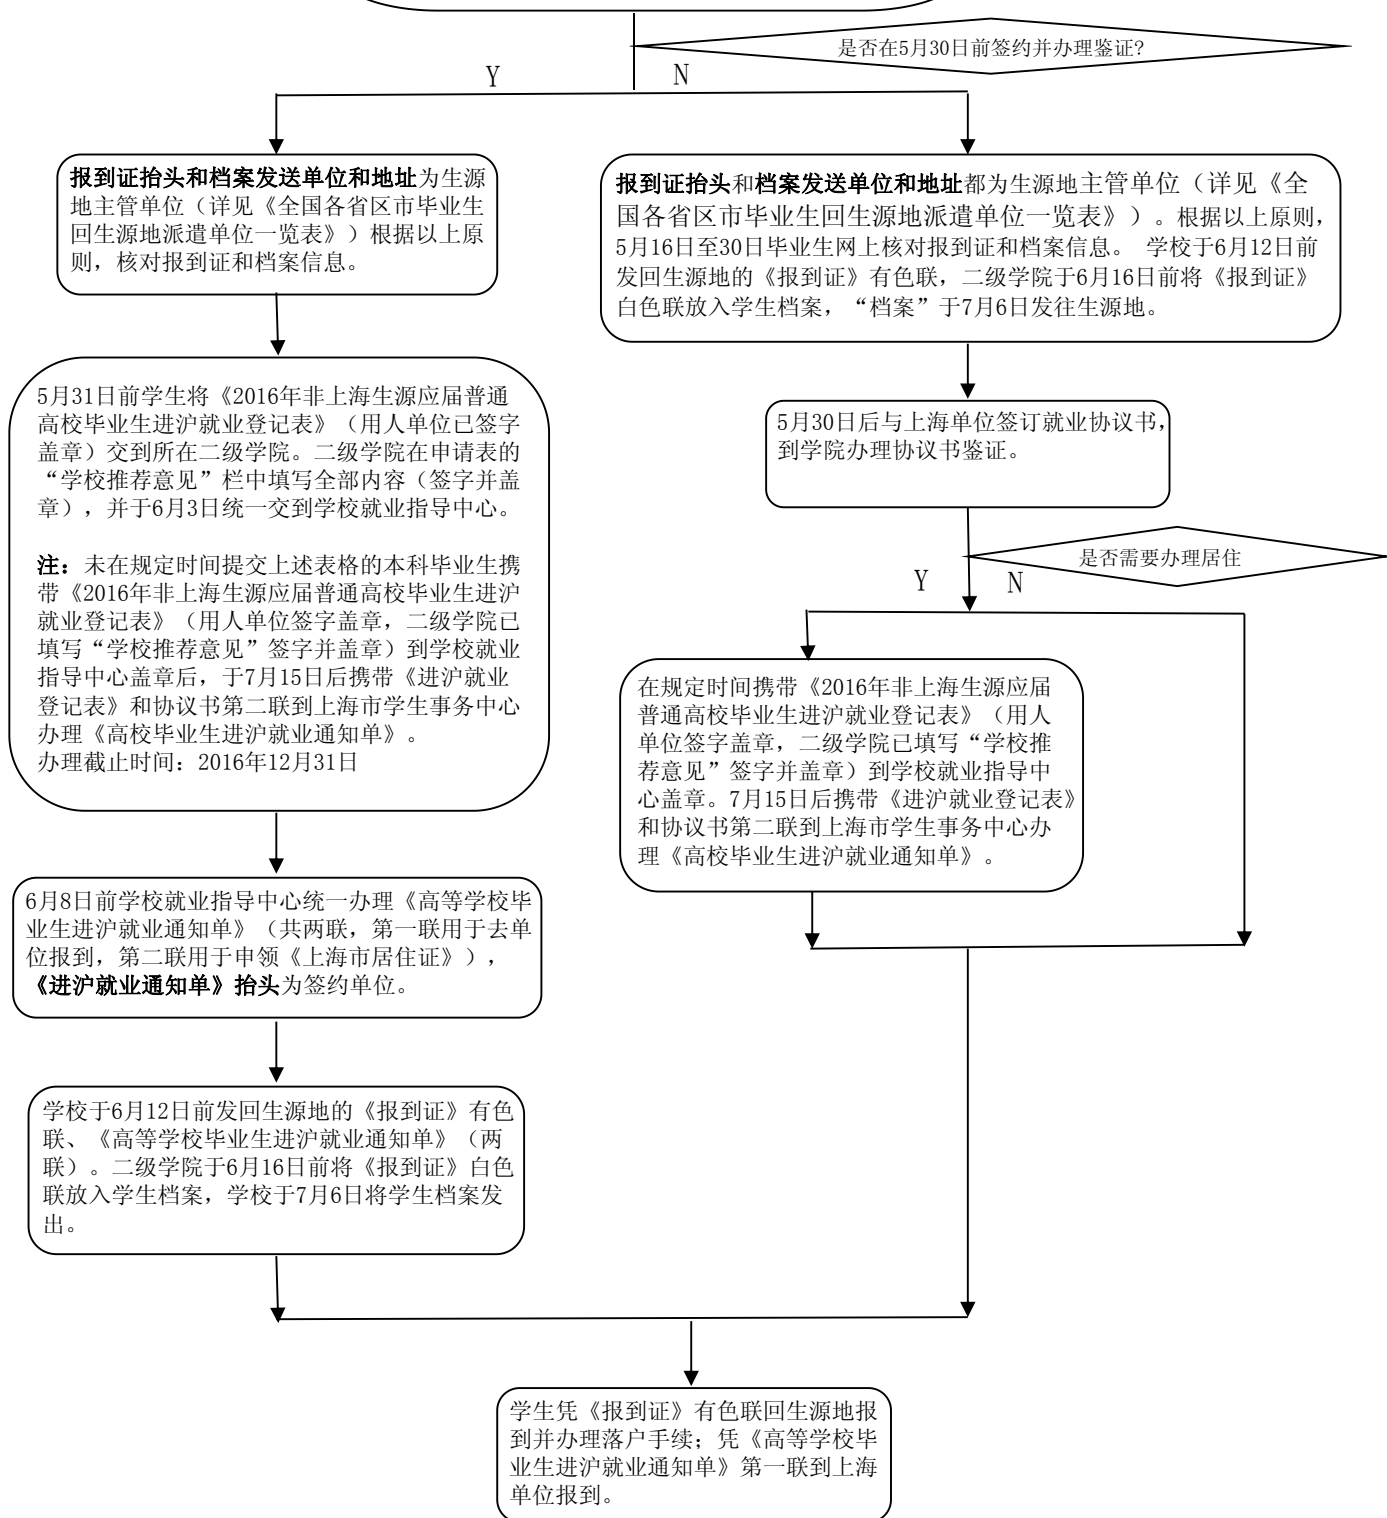 是否在5月30日前签约并办理鉴证?
Y
N
报到证抬头和档案发送单位和地址为生源
地主管单位（详见《全国各省区市毕业生
回生源地派遣单位一览表》）根据以上原
则，核对报到证和档案信息。
报到证抬头和档案发送单位和地址都为生源地主管单位（详见《全
国各省区市毕业生回生源地派遣单位一览表》）。根据以上原则，
5月16日至30日毕业生网上核对报到证和档案信息。 学校于6月12日前
发回生源地的《报到证》有色联，二级学院于6月16日前将《报到证》
白色联放入学生档案，“档案”于7月6日发往生源地。
5月31日前学生将《2016年非上海生源应届普通
高校毕业生进沪就业登记表》（用人单位已签字
盖章）交到所在二级学院。二级学院在申请表的
“学校推荐意见”栏中填写全部内容（签字并盖
章），并于6月3日统一交到学校就业指导中心。
注：未在规定时间提交上述表格的本科毕业生携
带《2016年非上海生源应届普通高校毕业生进沪
就业登记表》（用人单位签字盖章，二级学院已
填写“学校推荐意见”签字并盖章）到学校就业
指导中心盖章后，于7月15日后携带《进沪就业
登记表》和协议书第二联到上海市学生事务中心
办理《高校毕业生进沪就业通知单》。
办理截止时间：2016年12月31日
5月30日后与上海单位签订就业协议书，
到学院办理协议书鉴证。
是否需要办理居住
Y
N
在规定时间携带《2016年非上海生源应届
普通高校毕业生进沪就业登记表》（用人
单位签字盖章，二级学院已填写“学校推
荐意见”签字并盖章）到学校就业指导中
心盖章。7月15日后携带《进沪就业登记表》
和协议书第二联到上海市学生事务中心办
理《高校毕业生进沪就业通知单》。
6月8日前学校就业指导中心统一办理《高等学校毕
业生进沪就业通知单》（共两联，第一联用于去单
位报到，第二联用于申领《上海市居住证》），
《进沪就业通知单》抬头为签约单位。
学校于6月12日前发回生源地的《报到证》有色
联、《高等学校毕业生进沪就业通知单》（两
联）。二级学院于6月16日前将《报到证》白色
联放入学生档案，学校于7月6日将学生档案发
出。
学生凭《报到证》有色联回生源地报
到并办理落户手续；凭《高等学校毕
业生进沪就业通知单》第一联到上海
单位报到。